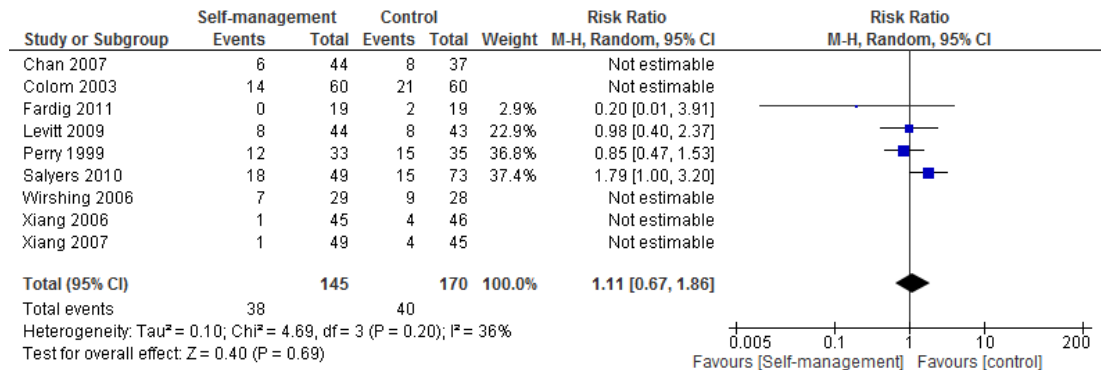 Self-management Control Risk Ratio Risk Ratio
Study or Subgroup Events Total Events Total Weight M-H, Random, 95% CI M-H, Random, 95% CI
Chan 2007 6 44 8 37 Not estimable
Colom 2003 14 60 21 60 Not estimable
Fardig 2011 0 19 2 19 2.9% 0.20 [0.01, 3.91]
Levitt 2009 8 44 8 43 22.9% 0.98 [0.40, 2.37]
Perry 1999 12 33 15 35 36.8% 0.85 [0.47, 1.53]
Salyers 2010 18 49 15 73 37.4% 1.79 [1.00, 3.20]
Wirshing 2006 7 29 9 28 Not estimable
Xiang 2006 1 45 4 46 Not estimable
Xiang 2007 1 49 4 45 Not estimable
Total (95% CI) 145 170 100.0% 1.11 [0.67, 1.86]
Total events 38 40
Heterogeneity: Tau² = 0.10; Chi² = 4.69, df = 3 (P = 0.20); I² = 36%
Test for overall effect: Z = 0.40 (P = 0.69)
0.005 0.1 1 10 200
Favours [Self-management] Favours [control]